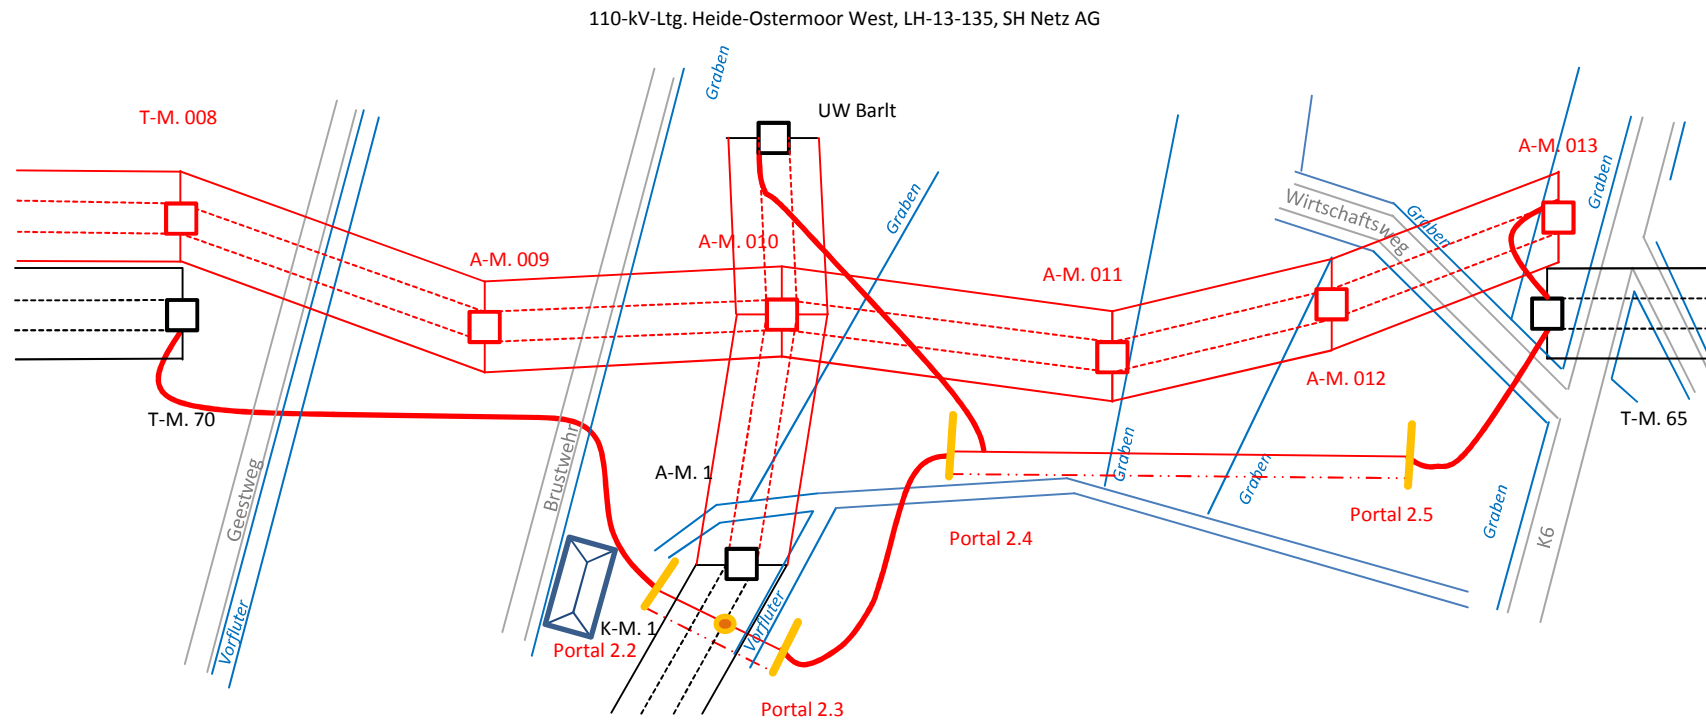 110-kV-Ltg. Heide-Ostermoor West, LH-13-135, SH Netz AG
Graben
T-M. 008
UW Barlt
A-M. 013
Graben
Wirtschaftsweg
Graben
Graben
A-M. 010
A-M. 009
A-M. 011
A-M. 012
T-M. 70
T-M. 65
Brustwehr
Graben
Graben
A-M. 1
Geestweg
Graben
Portal 2.5
Portal 2.4
K6
Vorfluter
K-M. 1
Vorfluter
Portal 2.2
Portal 2.3